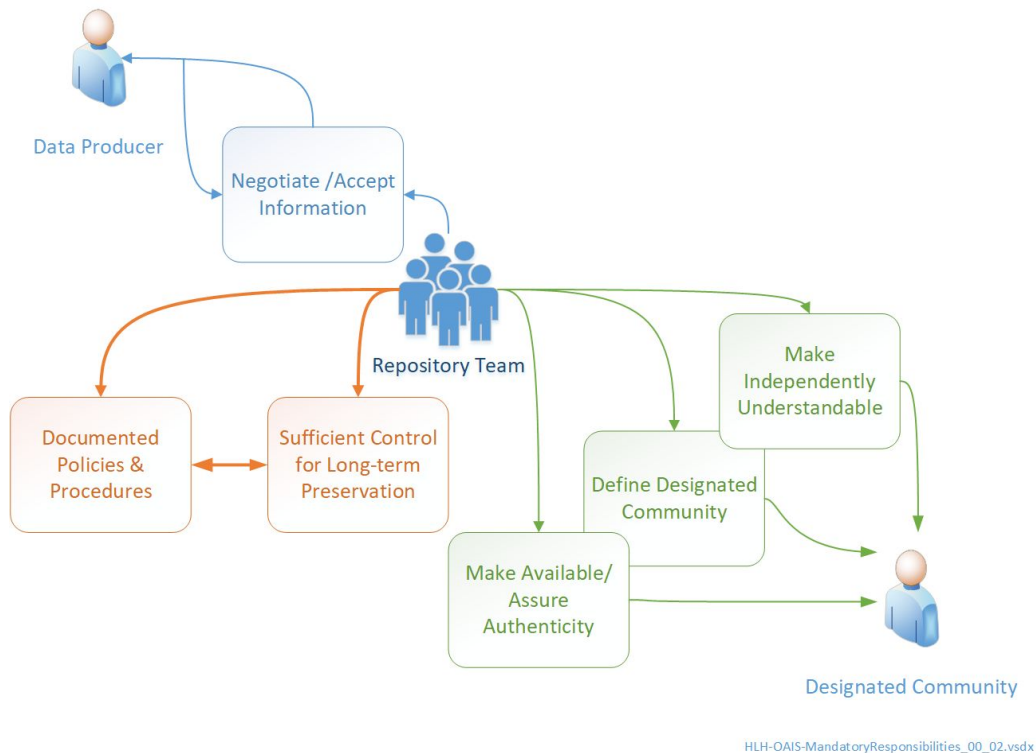 Data Producer
Negotiate /Accept
Information
Repository Team
Make
Independently
Understandable
Documented
Policies &
Procedures
Sufficient Control
for Long-term
Preservation
Define Designated
Community
Make Available/
Assure
Authenticity
Designated Community
HLH-OAIS-MandatoryResponsibilities_00_02.vsdx